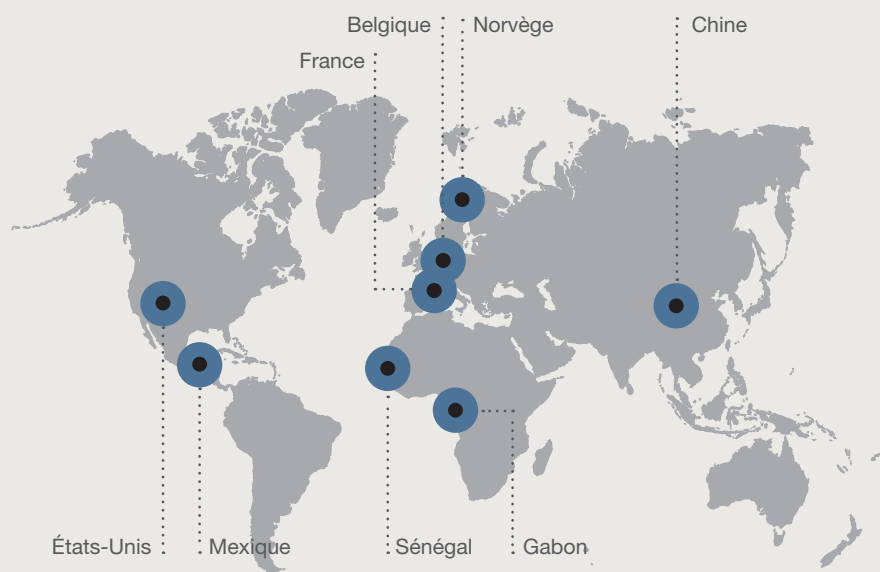 Belgique
Norvège
Chine
France
États-Unis
Mexique
Sénégal
Gabon